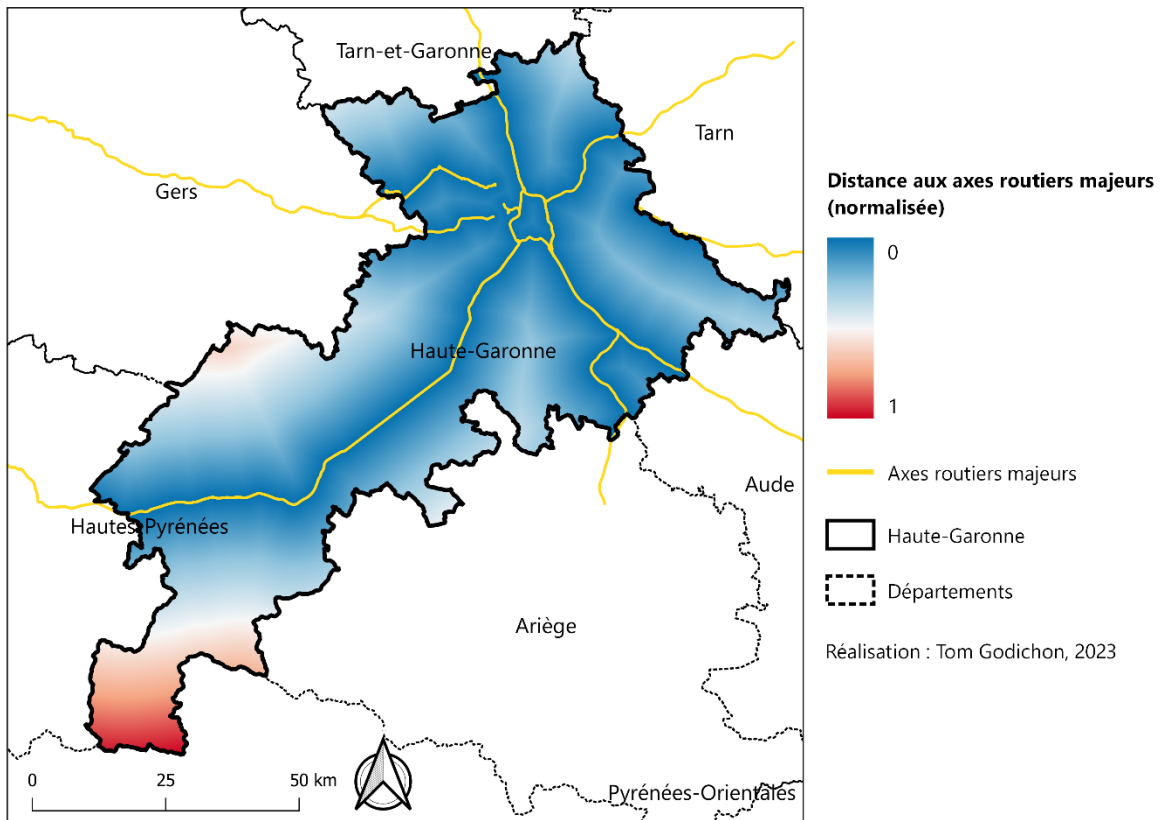 Tarn-et-Garonne
Tarn
Gers
Haute-Garonne
Aude
Hautes-Pyrénées
Ariège
Pyrénées-Orientales
0 25 50 km
Distance aux axes routiers majeurs
(normalisée)
0
1
Axes routiers majeurs
Haute-Garonne
Départements
Réalisation : Tom Godichon, 2023